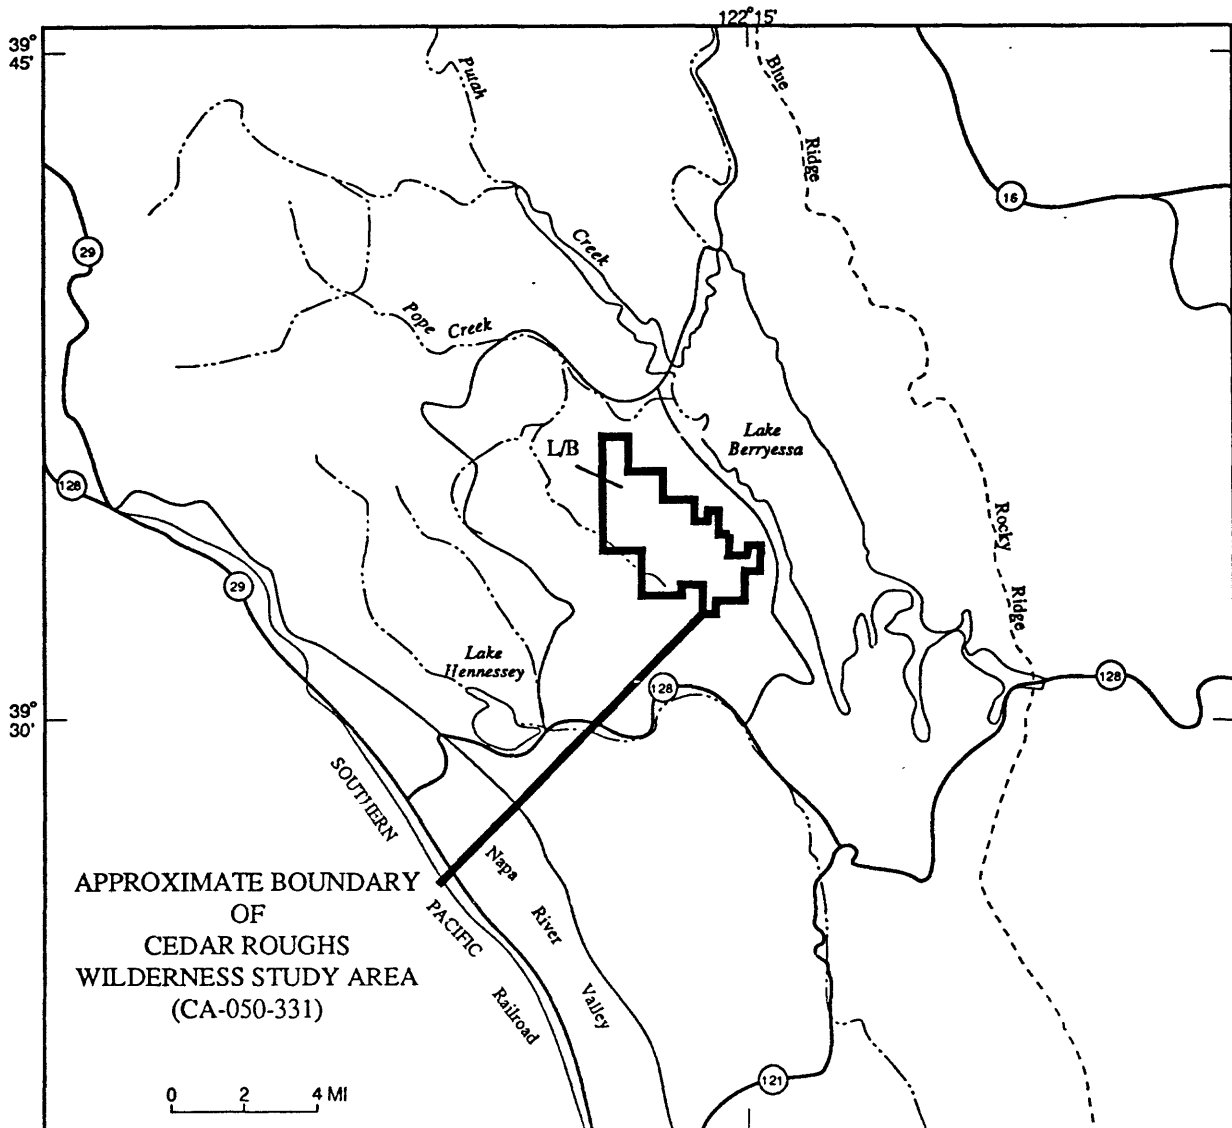 122°15'
39°
45'
Putah
Blue
Ridge
16
29
Creek
Pope Creek
Lake
Berryessa
L/B
128
Rocky
Ridge
29
Lake
Hennessey
128
128
39°
30'
SOUTHERN
Napa
APPROXIMATE BOUNDARY
OF
CEDAR ROUGHS
WILDERNESS STUDY AREA
(CA-050-331)
PACIFIC
River
Railroad
Valley
121
0 2 4 MI